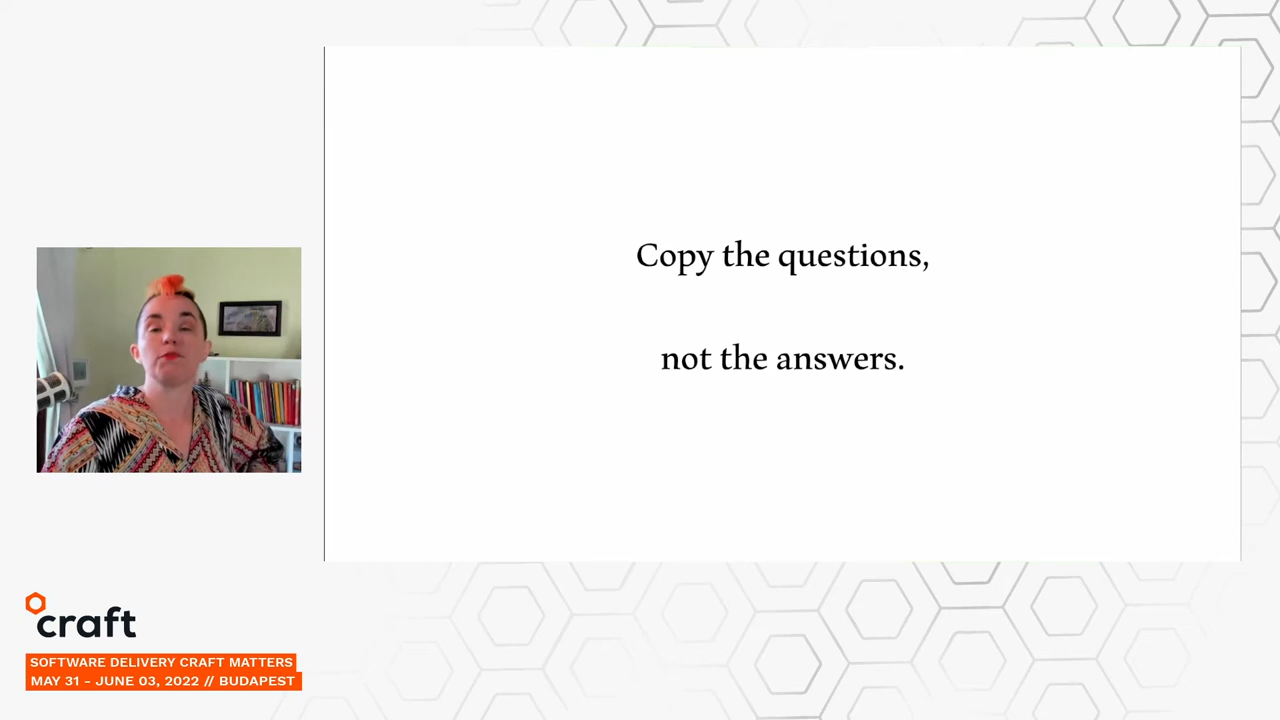 Copy the questions,
not the answers.
craft
SOFTWARE DELIVERY CRAFT MATTERS
MAY 31 - JUNE 03, 2022 // BUDAPEST